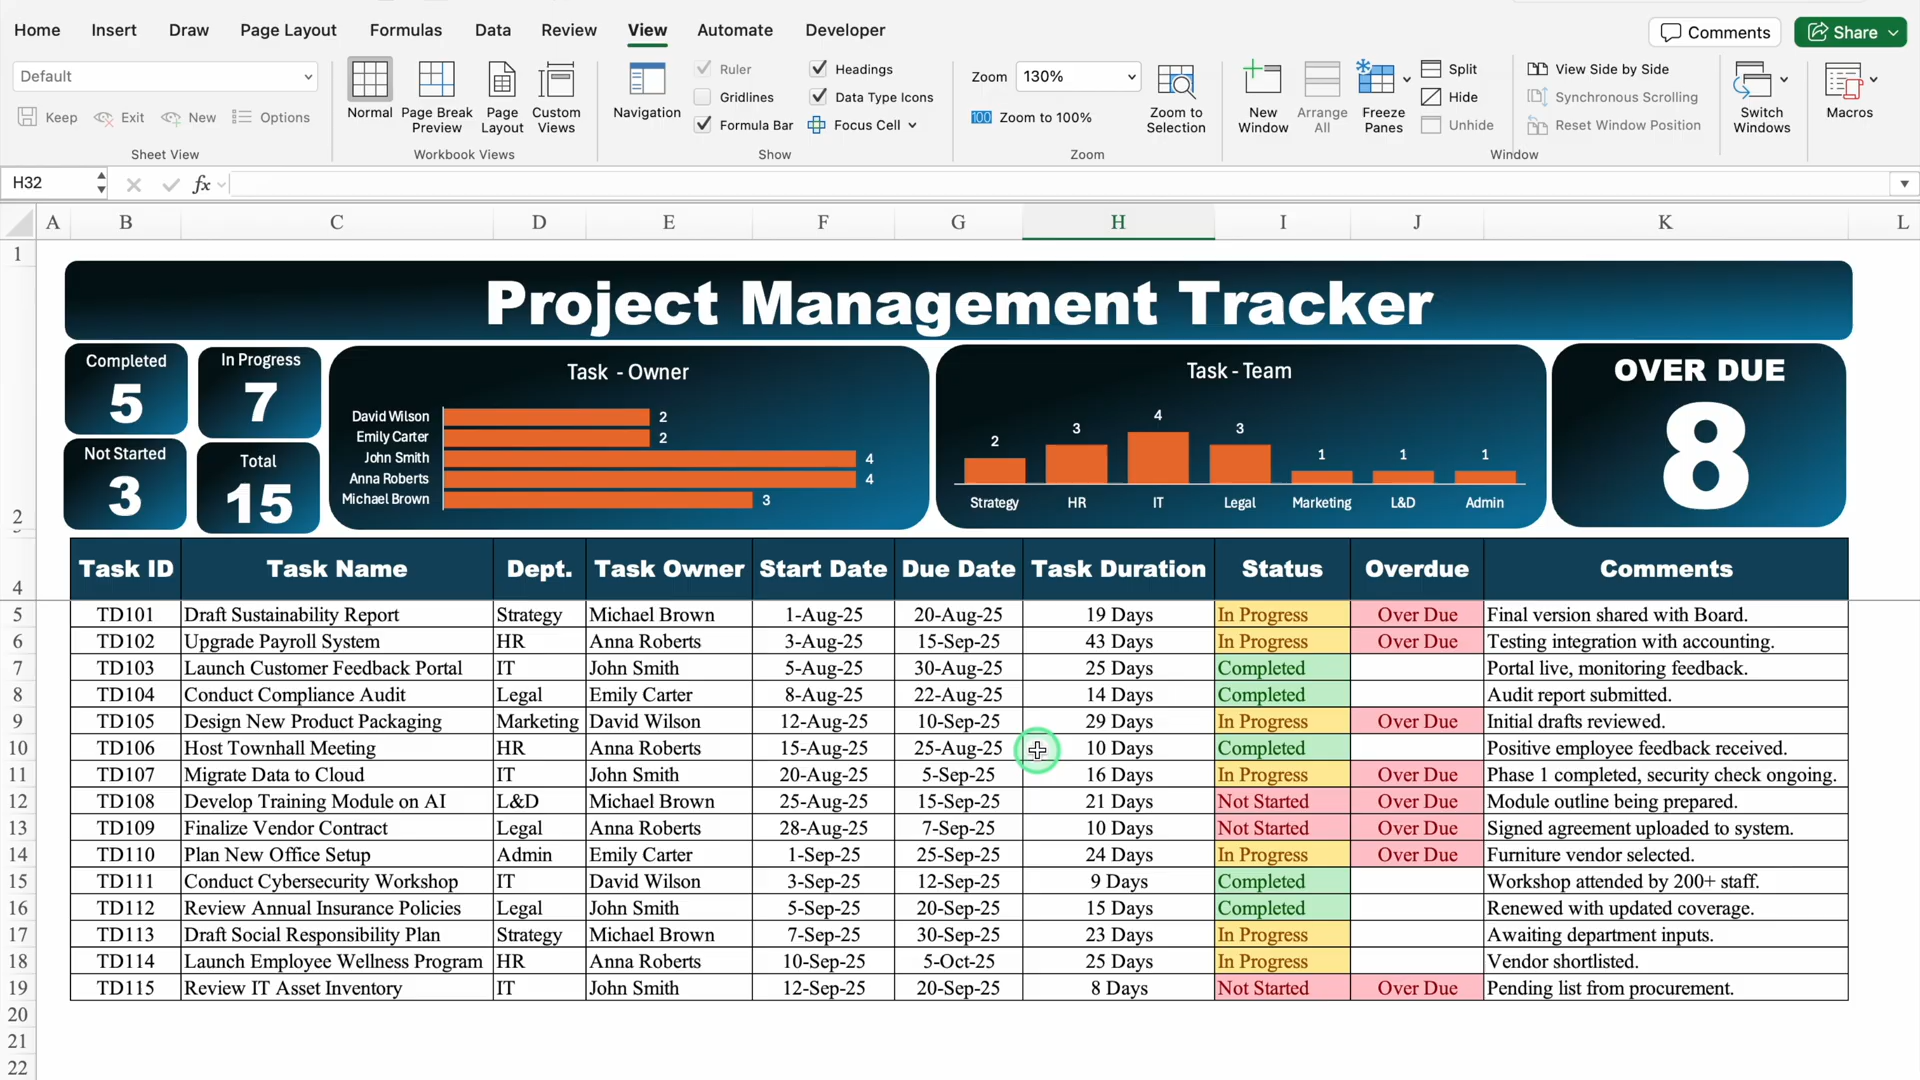 Home Insert Draw Page Layout Formulas Data Review View Automate Developer Comments Share
Default
Keep Exit New Options
Sheet View
Normal Page Break Preview Page Layout Custom Views
Workbook Views
Navigation
Ruler Headings
Gridlines Data Type Icons
Formula Bar Focus Cell
Show
Zoom 130%
100 Zoom to 100%
Zoom to Selection
Zoom
New Window Arrange All Freeze Panes
Split
Hide
Unhide
View Side by Side
Synchronous Scrolling
Reset Window Position
Window
Switch Windows
Macros
H32 fx
A B C D E F G H I J K L
1
Project Management Tracker
Completed
5
In Progress
7
Not Started
3
Total
15
Task - Owner
David Wilson 2
Emily Carter 2
John Smith 4
Anna Roberts 4
Michael Brown 3
Task - Team
2 3 4 3 1 1 1
Strategy HR IT Legal Marketing L&D Admin
OVER DUE
8
2
4 Task ID Task Name Dept. Task Owner Start Date Due Date Task Duration Status Overdue Comments
5 TD101 Draft Sustainability Report Strategy Michael Brown 1-Aug-25 20-Aug-25 19 Days In Progress Over Due Final version shared with Board.
6 TD102 Upgrade Payroll System HR Anna Roberts 3-Aug-25 15-Sep-25 43 Days In Progress Over Due Testing integration with accounting.
7 TD103 Launch Customer Feedback Portal IT John Smith 5-Aug-25 30-Aug-25 25 Days Completed Portal live, monitoring feedback.
8 TD104 Conduct Compliance Audit Legal Emily Carter 8-Aug-25 22-Aug-25 14 Days Completed Audit report submitted.
9 TD105 Design New Product Packaging Marketing David Wilson 12-Aug-25 10-Sep-25 29 Days In Progress Over Due Initial drafts reviewed.
10 TD106 Host Townhall Meeting HR Anna Roberts 15-Aug-25 25-Aug-25 10 Days Completed Positive employee feedback received.
11 TD107 Migrate Data to Cloud IT John Smith 20-Aug-25 5-Sep-25 16 Days In Progress Over Due Phase 1 completed, security check ongoing.
12 TD108 Develop Training Module on AI L&D Michael Brown 25-Aug-25 15-Sep-25 21 Days Not Started Over Due Module outline being prepared.
13 TD109 Finalize Vendor Contract Legal Anna Roberts 28-Aug-25 7-Sep-25 10 Days Not Started Over Due Signed agreement uploaded to system.
14 TD110 Plan New Office Setup Admin Emily Carter 1-Sep-25 25-Sep-25 24 Days In Progress Over Due Furniture vendor selected.
15 TD111 Conduct Cybersecurity Workshop IT David Wilson 3-Sep-25 12-Sep-25 9 Days Completed Workshop attended by 200+ staff.
16 TD112 Review Annual Insurance Policies Legal John Smith 5-Sep-25 20-Sep-25 15 Days Completed Renewed with updated coverage.
17 TD113 Draft Social Responsibility Plan Strategy Michael Brown 7-Sep-25 30-Sep-25 23 Days In Progress Awaiting department inputs.
18 TD114 Launch Employee Wellness Program HR Anna Roberts 10-Sep-25 5-Oct-25 25 Days In Progress Vendor shortlisted.
19 TD115 Review IT Asset Inventory IT John Smith 12-Sep-25 20-Sep-25 8 Days Not Started Over Due Pending list from procurement.
20
21
22